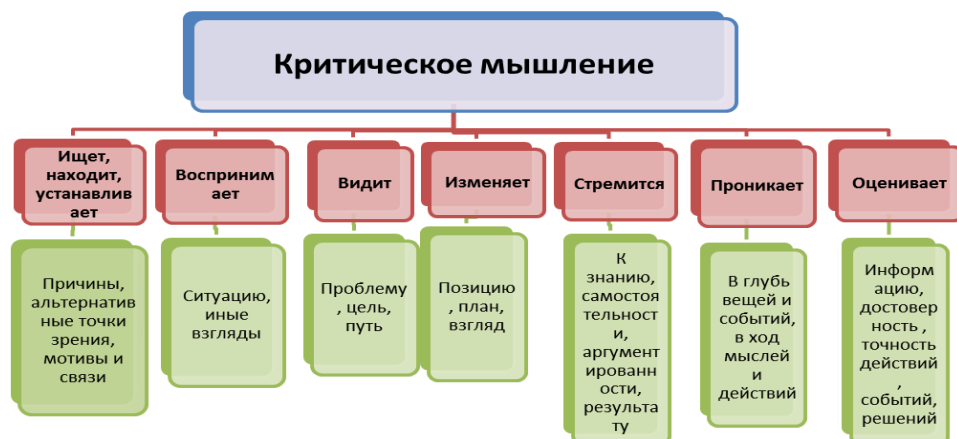 Критическое мышление
Ищет,
находит,
устанавлив
ает
Восприним
ает
Видит
Изменяет
Стремится
Проникает
Оценивает
Причины,
альтернатив
ные точки
зрения,
мотивы и
связи
Ситуацию,
иные
взгляды
Проблему
, цель,
путь
Позицию
, план,
взгляд
К
знанию,
самостоя
тельност
и,
аргумент
ированн
ости,
результа
ту
В глубь
вещей и
событий,
в ход
мыслей
и
действий
Информ
ацию,
достовер
ность ,
точность
действий
,
событий,
решений